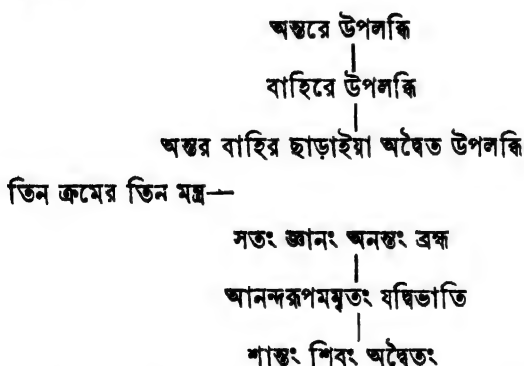 অন্তরে উপলব্ধি
বাহিরে উপলব্ধি
অন্তর বাহির ছাড়াইয়া অদ্বৈত উপলব্ধি
তিন ক্রমের তিন মন্ত্র—
সতং জ্ঞানং অনন্তং ব্রহ্ম
আনন্দরূপমমৃতং যদ্বিভাতি
শান্তং শিবং অদ্বৈতং